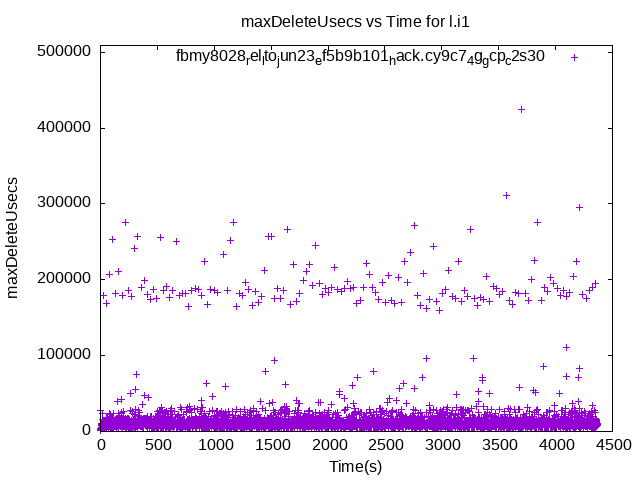 maxDeleteUsecs vs Time for l.i1
fbmy8028relltojun23ef5b9b101hack.cy9c74ggcpc2s30
500000
400000
300000
200000
100000
0
maxDeleteUsecs
0 500 1000 1500 2000 2500 3000 3500 4000 4500
Time(s)